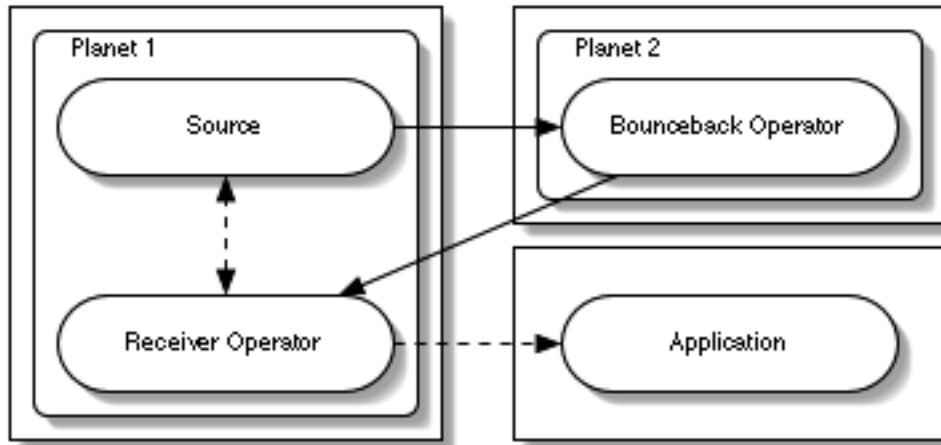 Planet 1
Source
Receiver Operator
Planet 2
Bounceback Operator
Application